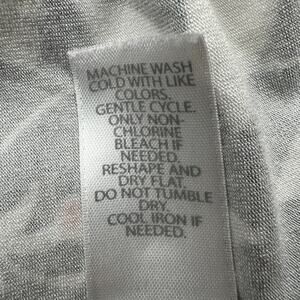 MACHINE WASH
COLD WITH LIKE
COLORS.
GENTLE CYCLE.
ONLY NON-
CHLORINE
BLEACH IF
NEEDED.
RESHAPE AND
DRY FLAT.
DO NOT TUMBLE
DRY.
COOL IRON IF
NEEDED.